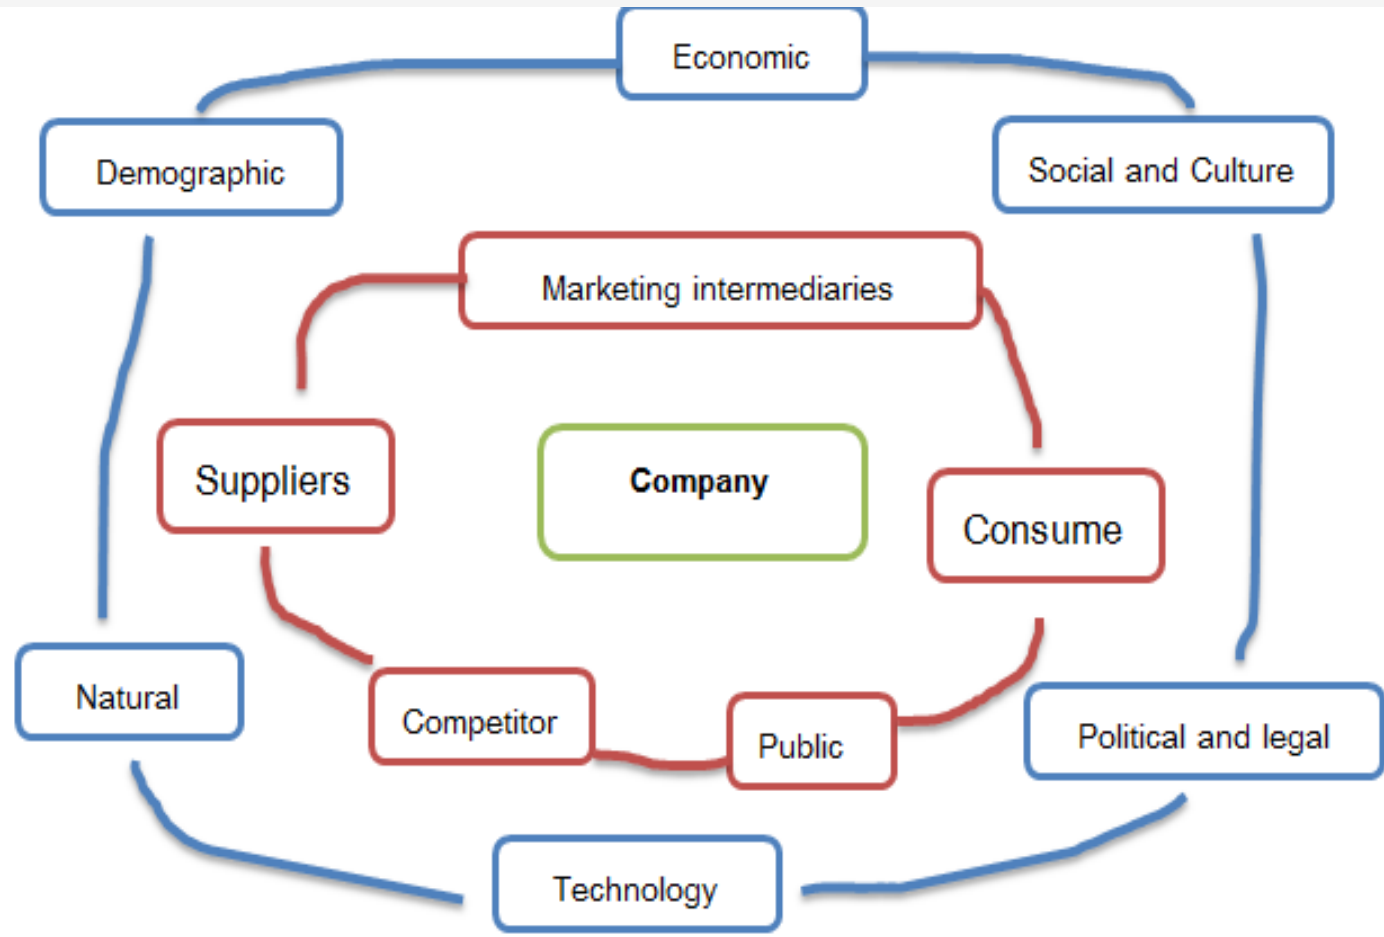 Economic
Demographic
Social and Culture
Marketing intermediaries
Suppliers
Company
Consume
Natural
Competitor
Public
Political and legal
Technology